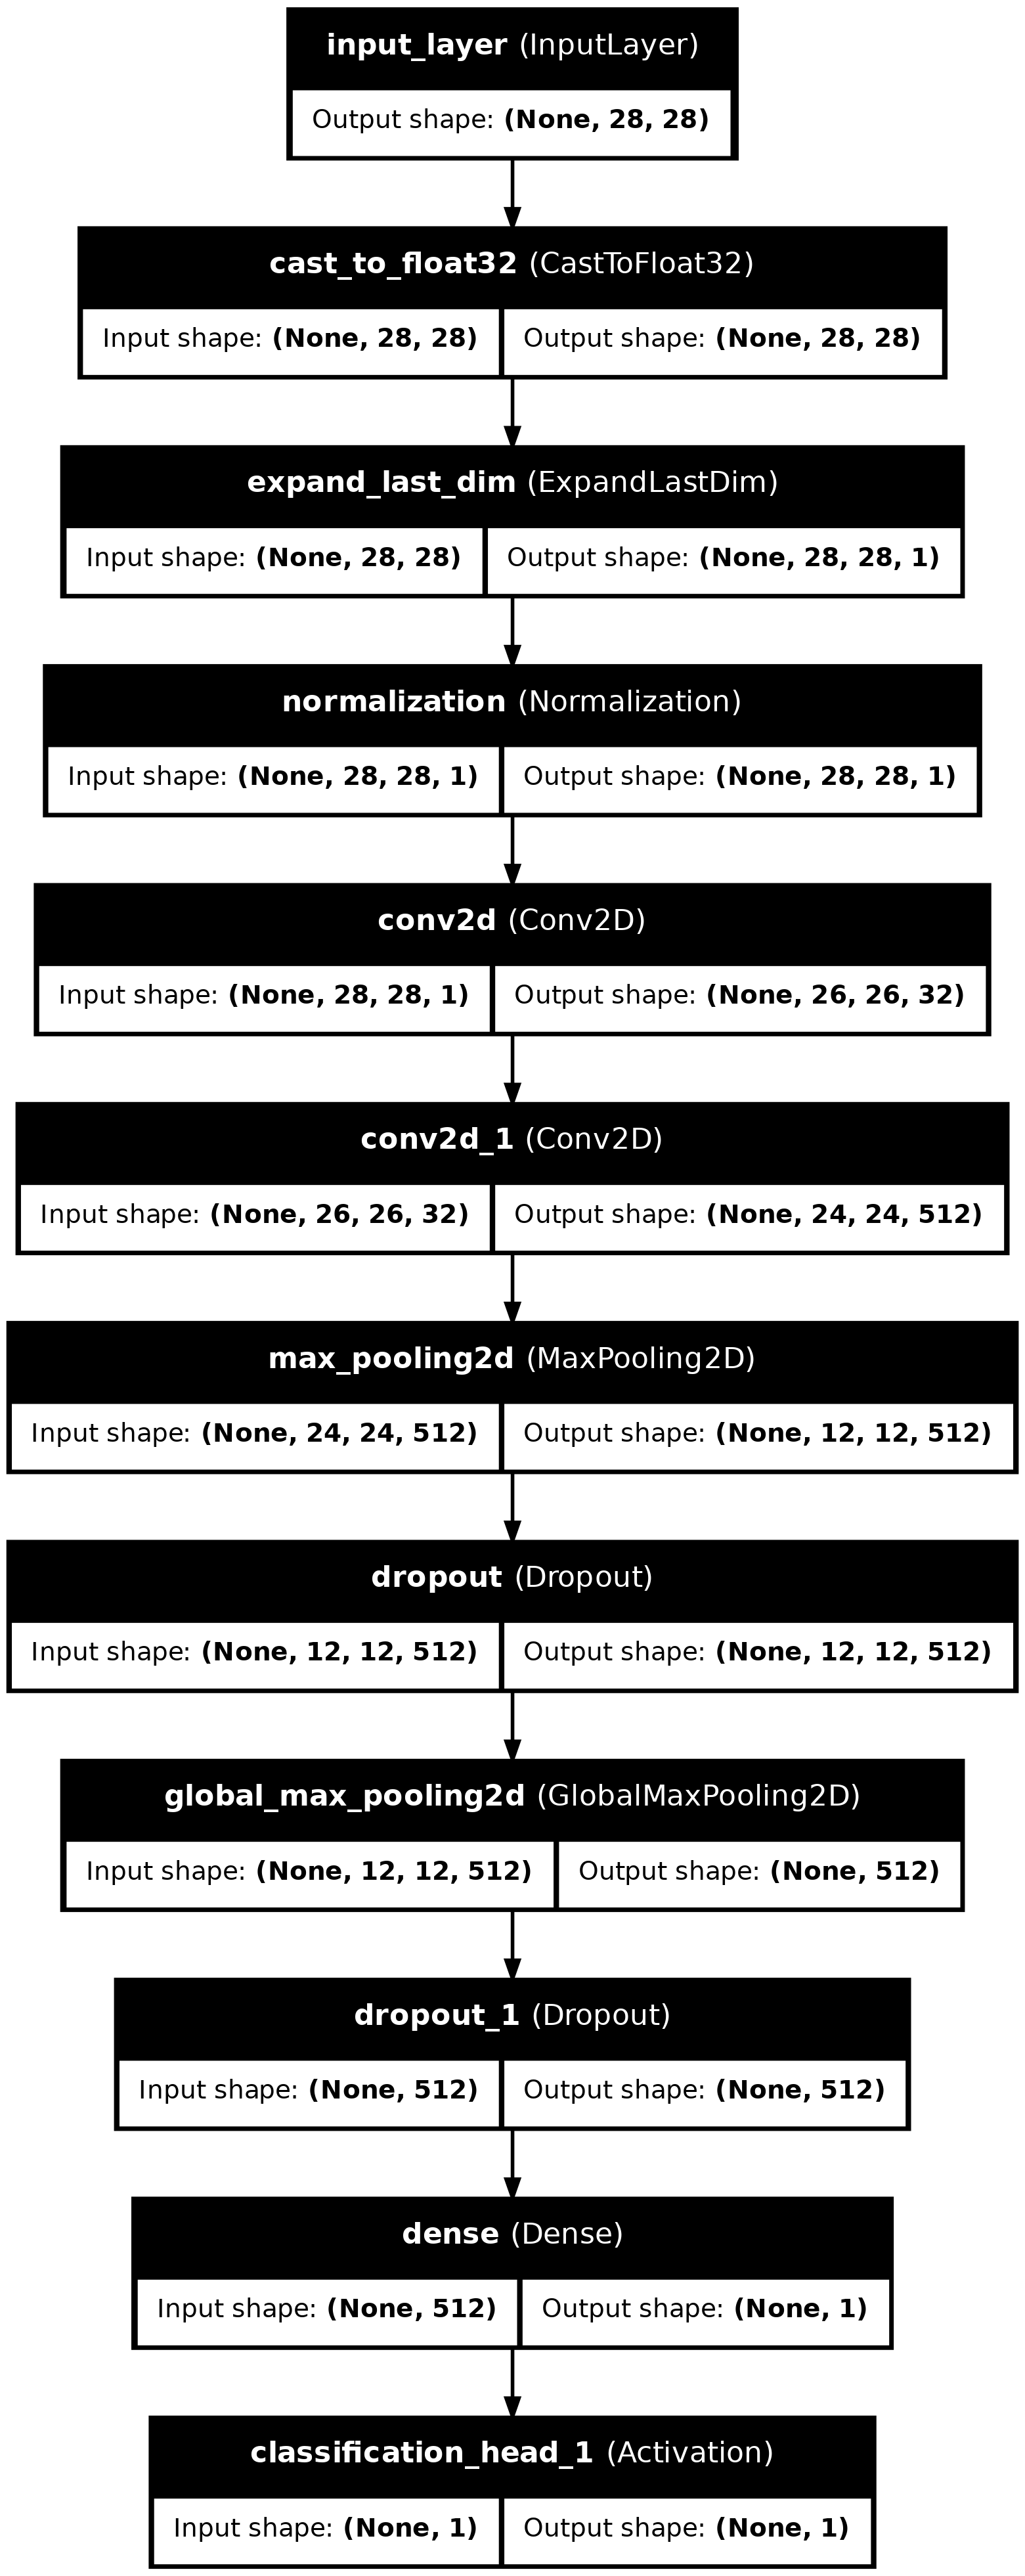 input_layer (InputLayer)
Output shape: (None, 28, 28)
cast_to_float32 (CastToFloat32)
Input shape: (None, 28, 28) Output shape: (None, 28, 28)
expand_last_dim (ExpandLastDim)
Input shape: (None, 28, 28) Output shape: (None, 28, 28, 1)
normalization (Normalization)
Input shape: (None, 28, 28, 1) Output shape: (None, 28, 28, 1)
conv2d (Conv2D)
Input shape: (None, 28, 28, 1) Output shape: (None, 26, 26, 32)
conv2d_1 (Conv2D)
Input shape: (None, 26, 26, 32) Output shape: (None, 24, 24, 512)
max_pooling2d (MaxPooling2D)
Input shape: (None, 24, 24, 512) Output shape: (None, 12, 12, 512)
dropout (Dropout)
Input shape: (None, 12, 12, 512) Output shape: (None, 12, 12, 512)
global_max_pooling2d (GlobalMaxPooling2D)
Input shape: (None, 12, 12, 512) Output shape: (None, 512)
dropout_1 (Dropout)
Input shape: (None, 512) Output shape: (None, 512)
dense (Dense)
Input shape: (None, 512) Output shape: (None, 1)
classification_head_1 (Activation)
Input shape: (None, 1) Output shape: (None, 1)